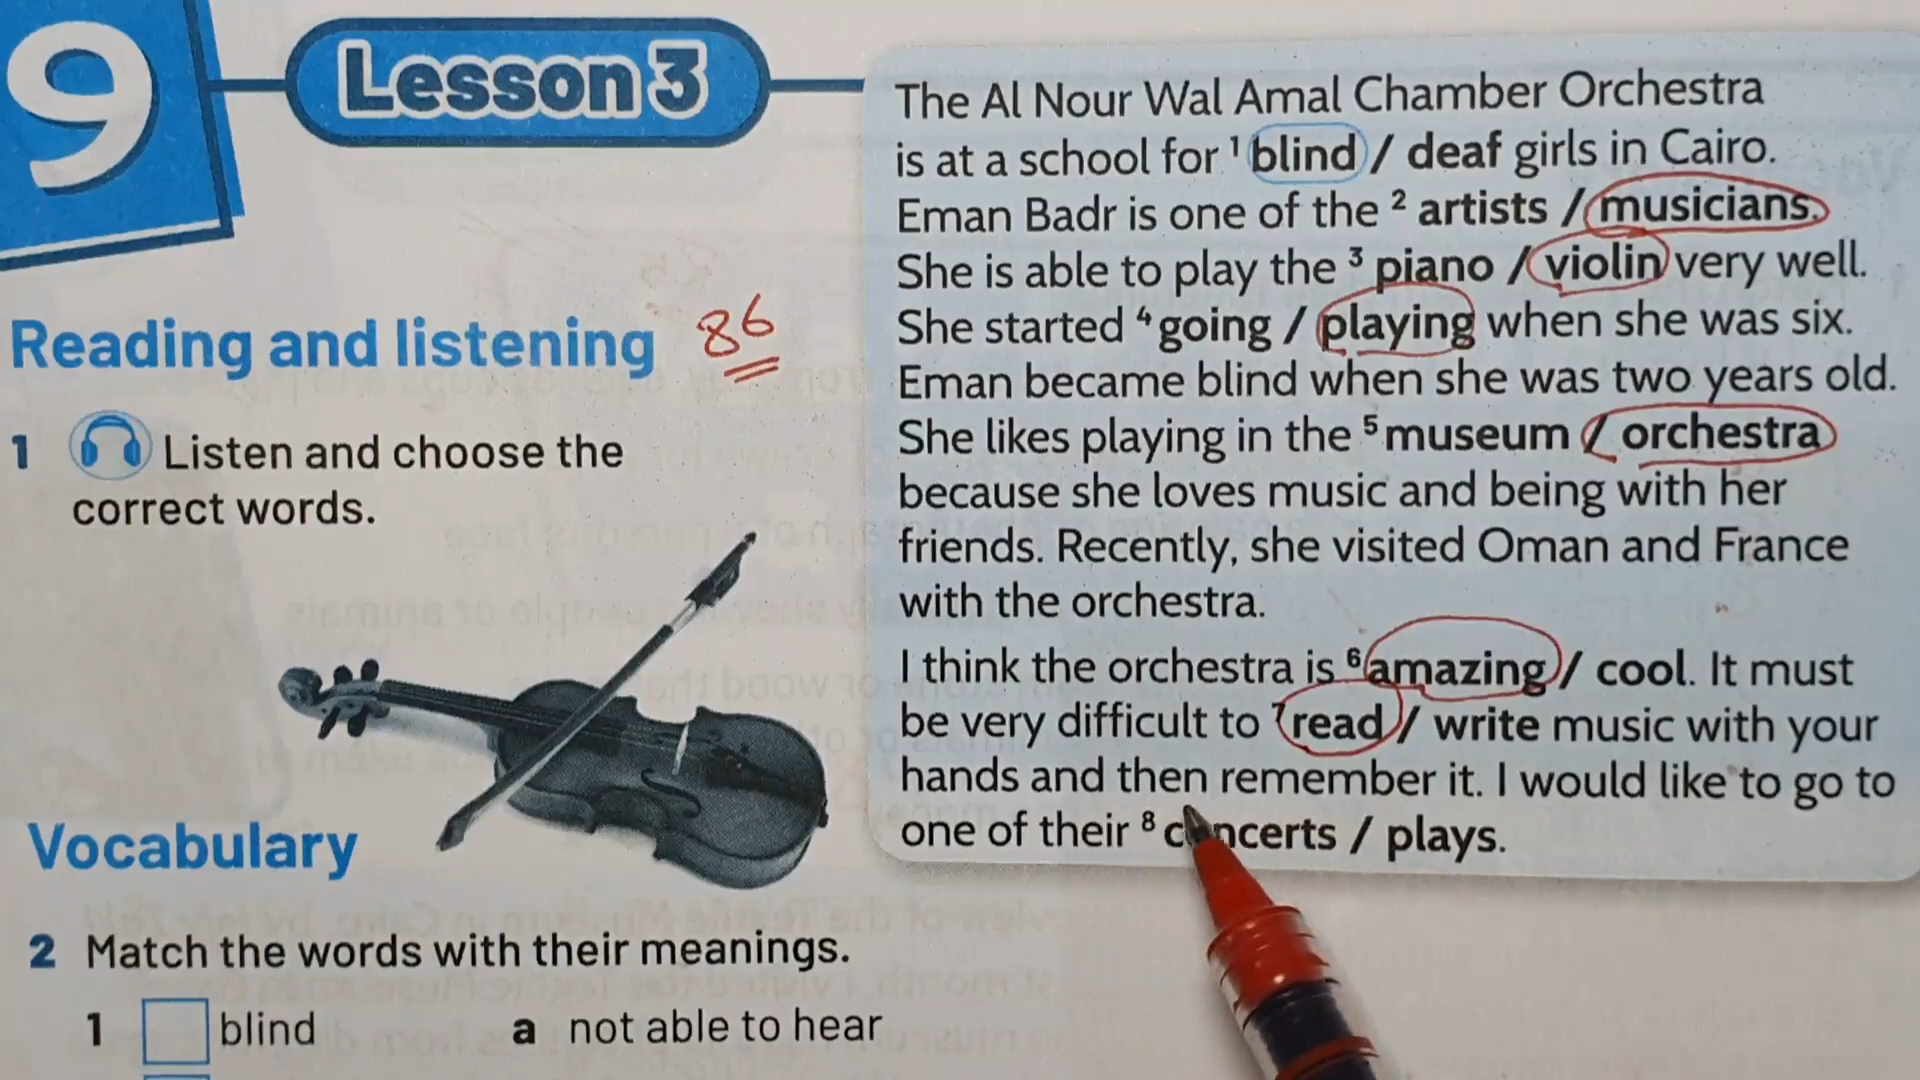 9
Lesson 3
Reading and listening 86
1 Listen and choose the
correct words.
The Al Nour Wal Amal Chamber Orchestra
is at a school for ¹ blind / deaf girls in Cairo.
Eman Badr is one of the ² artists / musicians.
She is able to play the ³ piano / violin very well.
She started ⁴ going / playing when she was six.
Eman became blind when she was two years old.
She likes playing in the ⁵ museum / orchestra
because she loves music and being with her
friends. Recently, she visited Oman and France
with the orchestra.
I think the orchestra is ⁶ amazing / cool. It must
be very difficult to ⁷ read / write music with your
hands and then remember it. I would like to go to
one of their ⁸ concerts / plays.
Vocabulary
2 Match the words with their meanings.
1 blind a not able to hear